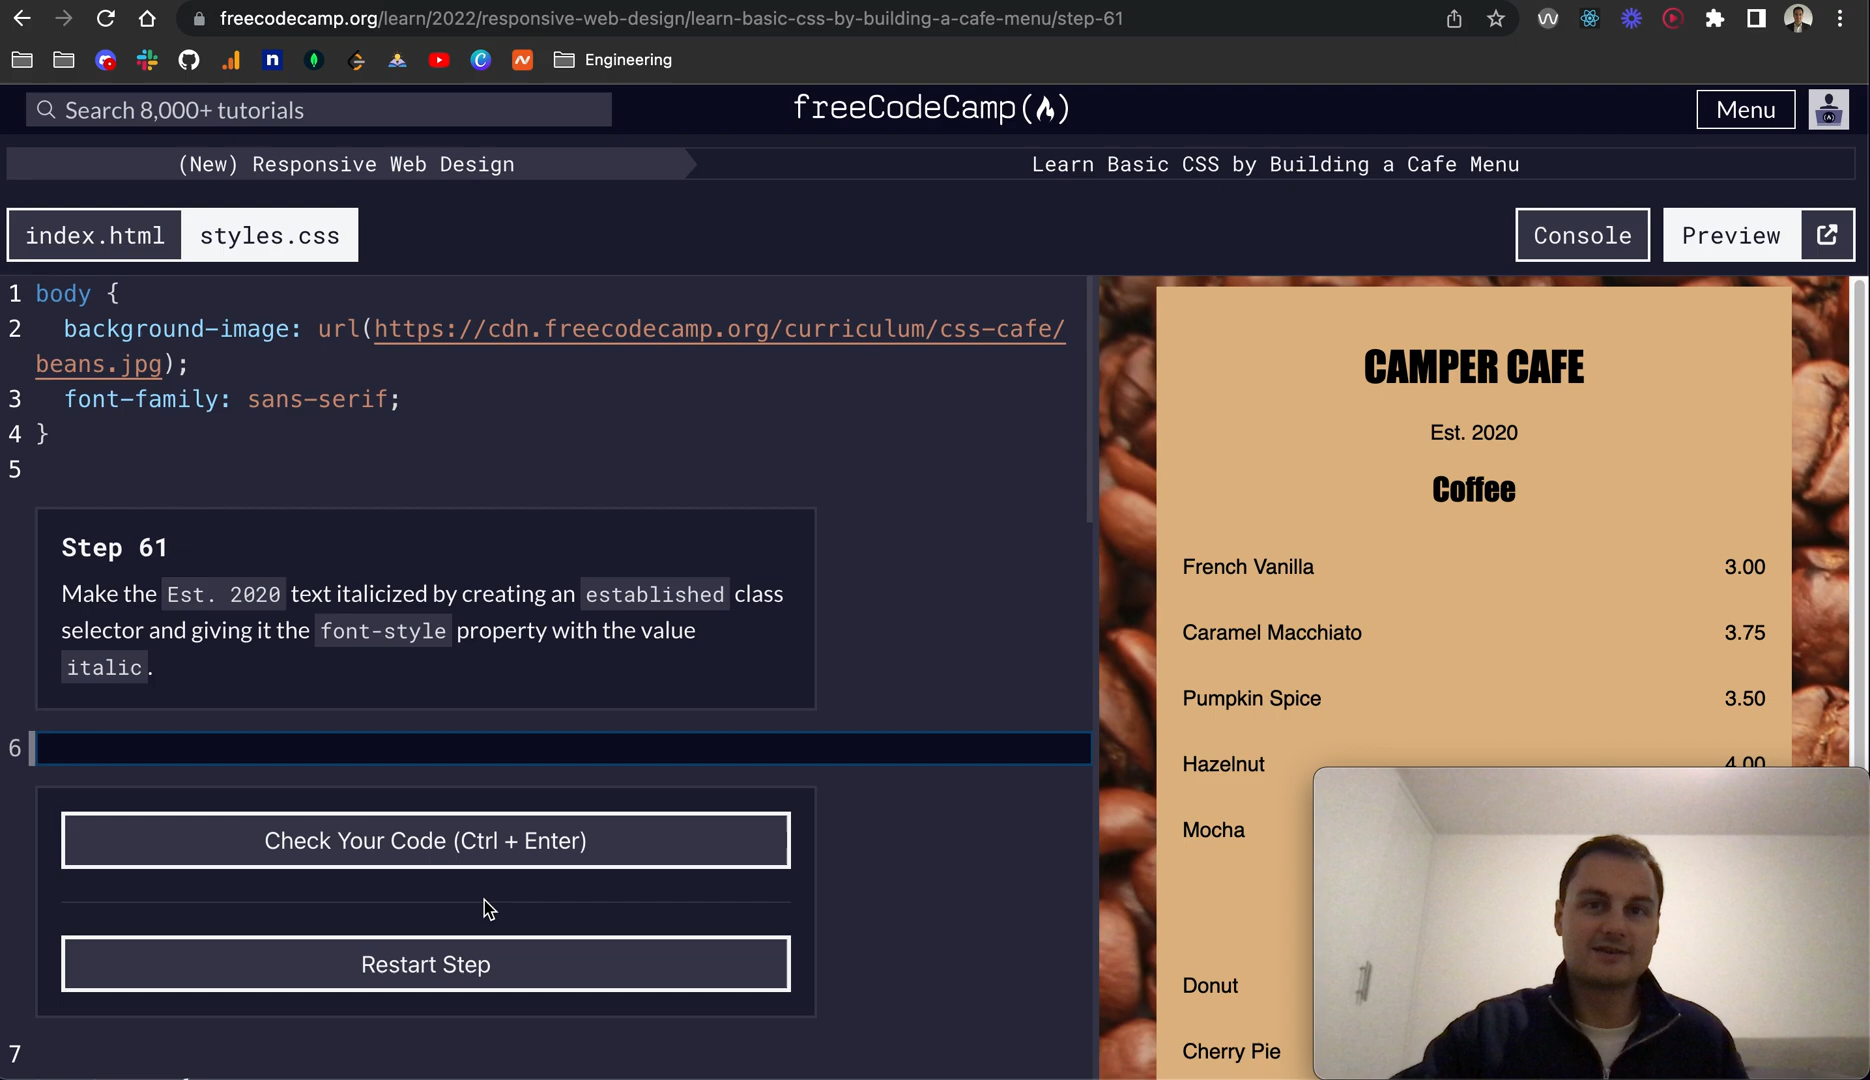 freecodecamp.org/learn/2022/responsive-web-design/learn-basic-css-by-building-a-cafe-menu/step-61
Engineering
Search 8,000+ tutorials
freeCodeCamp
Menu
(New) Responsive Web Design
Learn Basic CSS by Building a Cafe Menu
index.html
styles.css
Console
Preview
1 body {
2 background-image: url(https://cdn.freecodecamp.org/curriculum/css-cafe/
beans.jpg);
3 font-family: sans-serif;
4 }
5
Step 61
Make the Est. 2020 text italicized by creating an established class
selector and giving it the font-style property with the value
italic.
6
Check Your Code (Ctrl + Enter)
Restart Step
7
CAMPER CAFE
Est. 2020
Coffee
French Vanilla 3.00
Caramel Macchiato 3.75
Pumpkin Spice 3.50
Hazelnut 4.00
Mocha
Donut
Cherry Pie